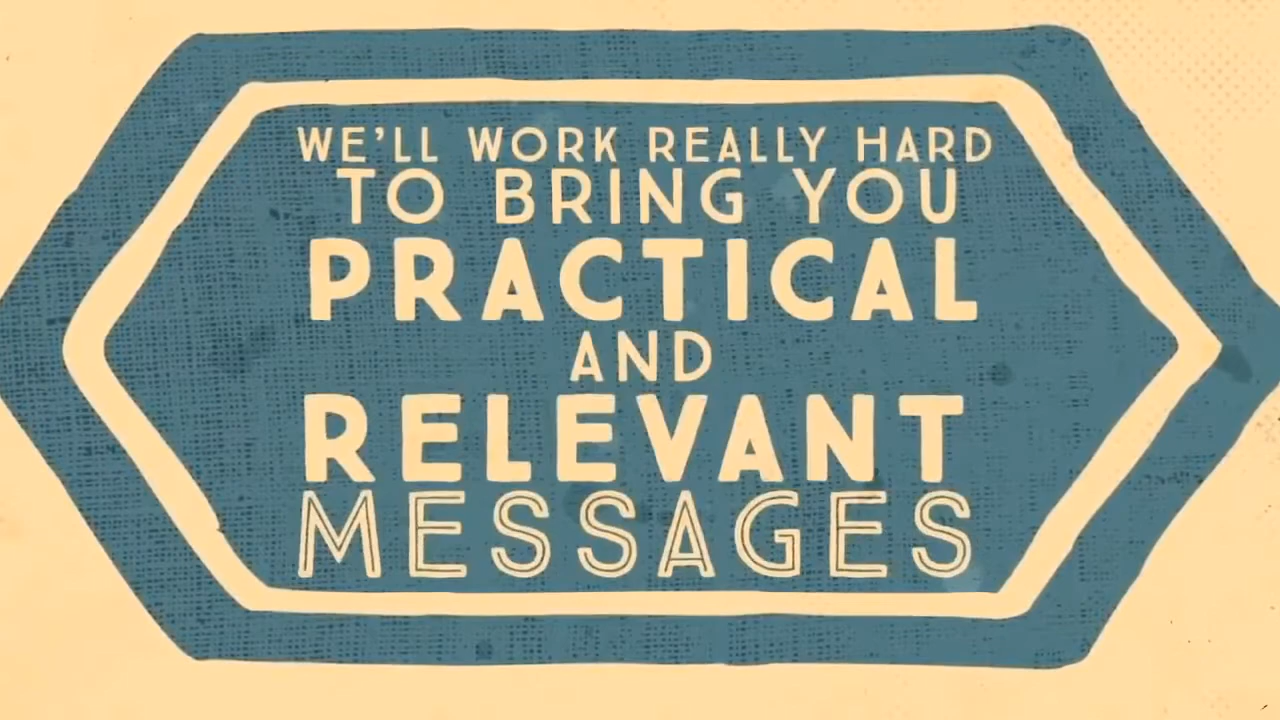 WE'LL WORK REALLY HARD
TO BRING YOU
PRACTICAL
AND
RELEVANT
MESSAGES